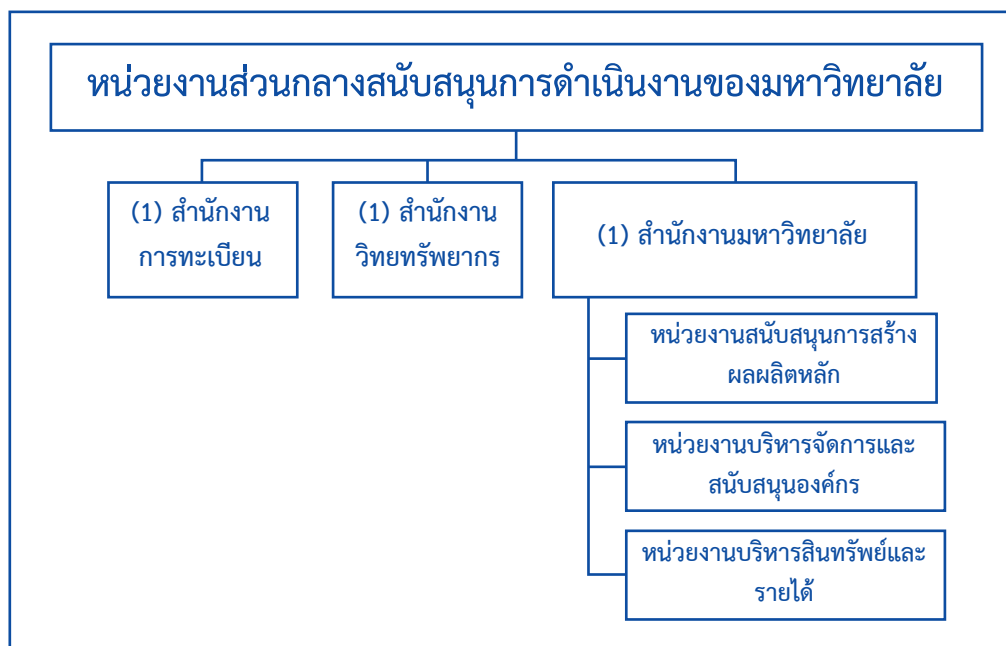 หน่วยงานส่วนกลางสนับสนุนการดำเนินงานของมหาวิทยาลัย
(1) สำนักงาน
การทะเบียน
(1) สำนักงาน
วิทยทรัพยากร
(1) สำนักงานมหาวิทยาลัย
หน่วยงานสนับสนุนการสร้าง
ผลผลิตหลัก
หน่วยงานบริหารจัดการและ
สนับสนุนองค์กร
หน่วยงานบริหารสินทรัพย์และ
รายได้